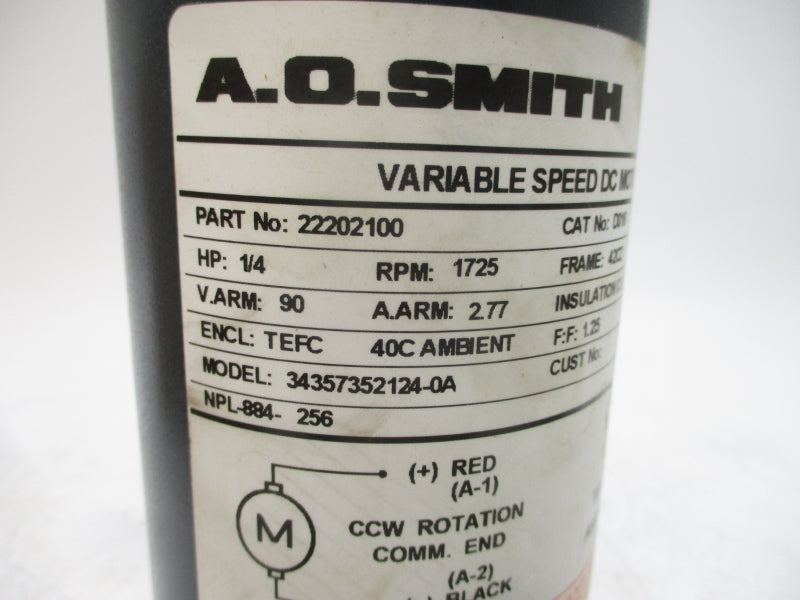 A.O.SMITH
VARIABLE SPEED DC
PART No: 22202100 CAT No:
HP: 1/4 RPM: 1725 FRAME:
V.ARM: 90 A.ARM: 2.77 INSULATION
ENCL: TEFC 40C AMBIENT F:F: 1.25
MODEL: 34357352124-0A CUST No:
NPL-884- 256
(+) RED
(A-1)
M
CCW ROTATION
COMM. END
(A-2)
BLACK